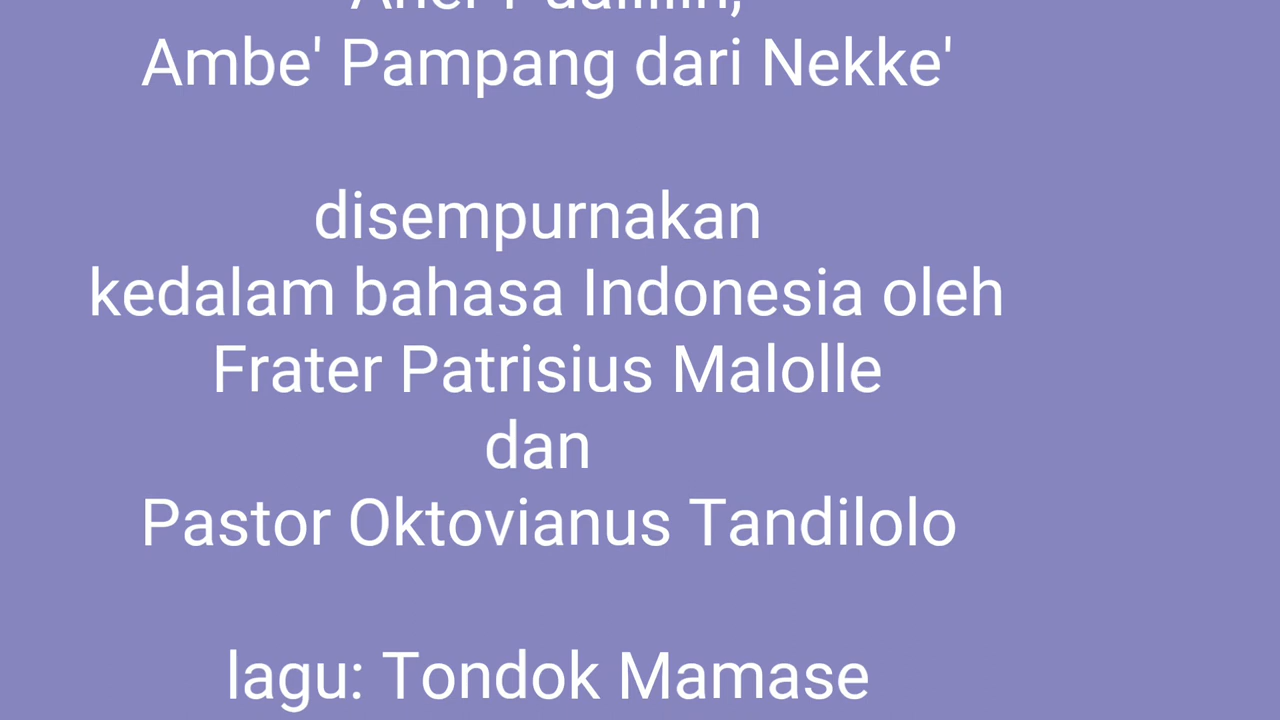 Ambe' Pampang dari Nekke'
disempurnakan
kedalam bahasa Indonesia oleh
Frater Patrisius Malolle
dan
Pastor Oktovianus Tandilolo
lagu: Tondok Mamase